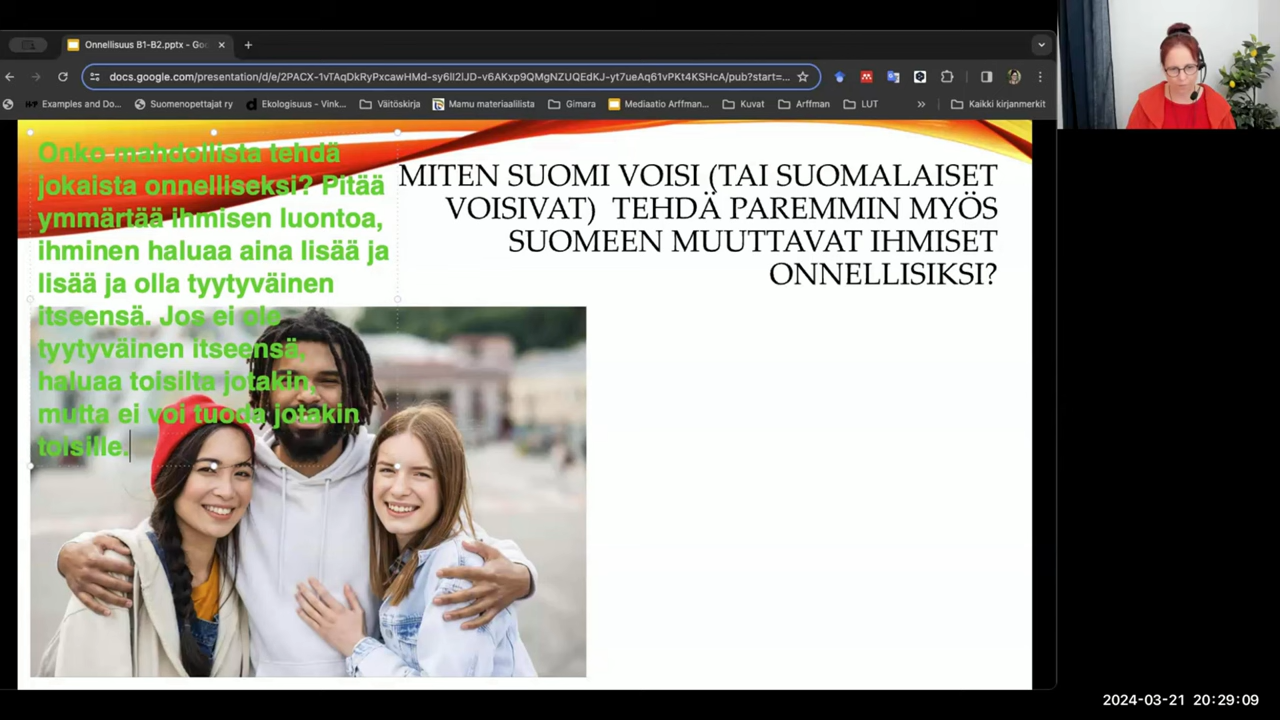 Onnellisuus B1-B2.pptx - Goo
docs.google.com/presentation/d/e/2PACX-1vTAqDkRyPxcawHMd-sy6lI2lJD-v6AKxp9QMgNZUQEdKJ-yt7ueAq61vPKt4KSHcA/pub?start=...
Examples and Do...
Suomenopettajat ry
Ekologisuus - Vink...
Väitöskirja
Mamu materiaalilista
Gimara
Mediaatio Arffman...
Kuvat
Arffman
LUT
»
Kaikki kirjanmerkit
Onko mahdollista tehdä
jokaista onnelliseksi? Pitää
ymmärtää ihmisen luontoa,
ihminen haluaa aina lisää ja
lisää ja olla tyytyväinen
itseensä. Jos ei ole
tyytyväinen itseensä,
haluaa toisilta jotakin,
mutta ei voi tuoda jotakin
toisille.
MITEN SUOMI VOISI (TAI SUOMALAISET
VOISIVAT) TEHDÄ PAREMMIN MYÖS
SUOMEEN MUUTTAVAT IHMISET
ONNELLISIKSI?
2024-03-21 20:29:09